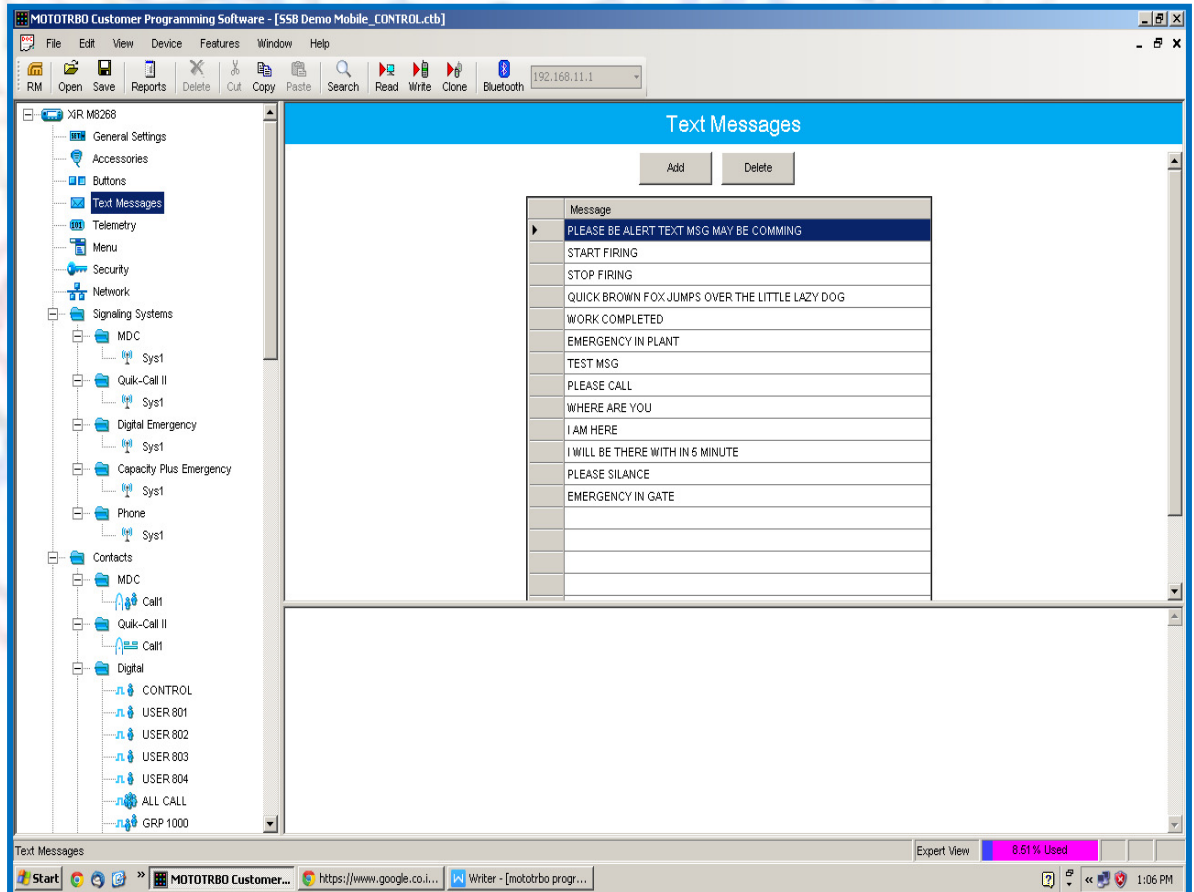 MOTOTRBO Customer Programming Software - [SSB Demo Mobile_CONTROL.ctb]
File Edit View Device Features Window Help
RM Open Save Reports Delete Cut Copy Paste Search Read Write Clone Bluetooth 192.168.11.1
XiR M8268
General Settings
Accessories
Buttons
Text Messages
Telemetry
Menu
Security
Network
Signaling Systems
MDC
Sys1
Quik-Call II
Sys1
Digital Emergency
Sys1
Capacity Plus Emergency
Sys1
Phone
Sys1
Contacts
MDC
Call1
Quik-Call II
Call1
Digital
CONTROL
USER 801
USER 802
USER 803
USER 804
ALL CALL
GRP 1000
Text Messages
Add Delete
Message
PLEASE BE ALERT TEXT MSG MAY BE COMMING
START FIRING
STOP FIRING
QUICK BROWN FOX JUMPS OVER THE LITTLE LAZY DOG
WORK COMPLETED
EMERGENCY IN PLANT
TEST MSG
PLEASE CALL
WHERE ARE YOU
I AM HERE
I WILL BE THERE WITH IN 5 MINUTE
PLEASE SILANCE
EMERGENCY IN GATE
Text Messages Expert View 8.51% Used
Start » MOTOTRBO Customer... https://www.google.co.i... Writer - [mototrbo progr... « 1:06 PM